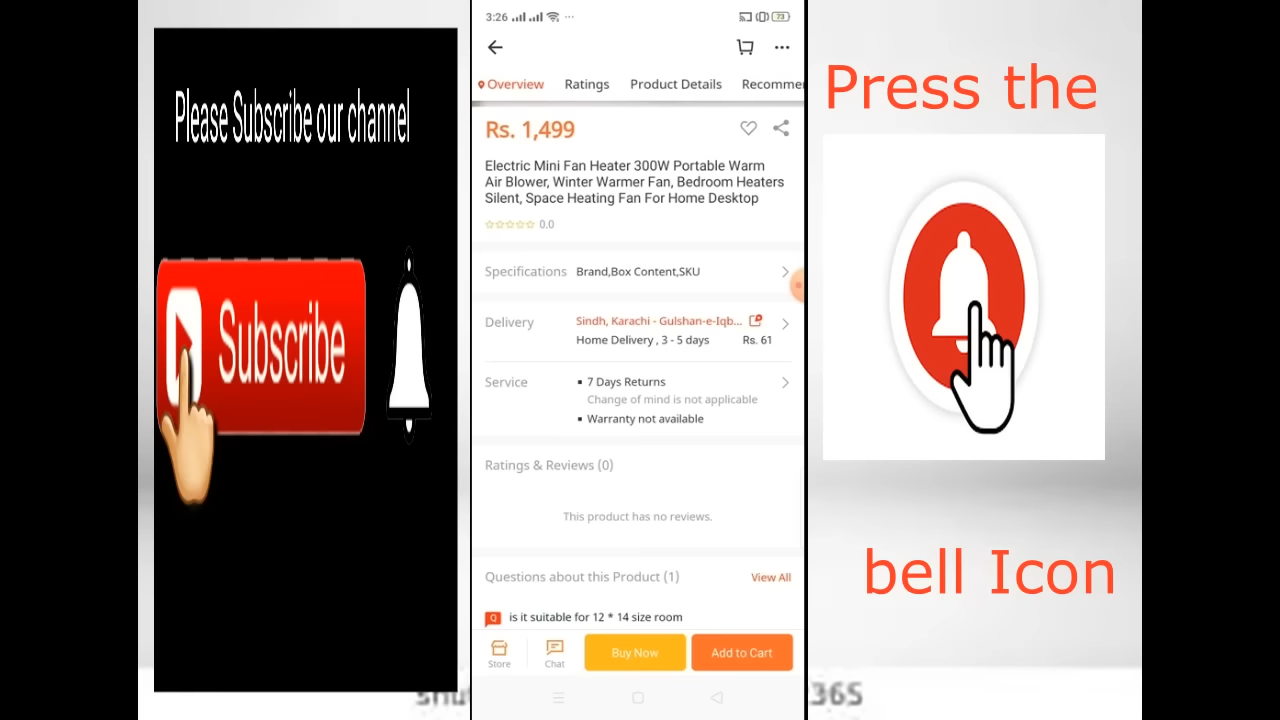 Please Subscribe our channel
Subscribe
3:26
73
Overview Ratings Product Details Recommen
Rs. 1,499
Electric Mini Fan Heater 300W Portable Warm
Air Blower, Winter Warmer Fan, Bedroom Heaters
Silent, Space Heating Fan For Home Desktop
0.0
Specifications Brand,Box Content,SKU
Delivery Sindh, Karachi - Gulshan-e-Iqb...
Home Delivery , 3 - 5 days Rs. 61
Service 7 Days Returns
Change of mind is not applicable
Warranty not available
Ratings & Reviews (0)
This product has no reviews.
Questions about this Product (1) View All
Q is it suitable for 12 * 14 size room
Store Chat Buy Now Add to Cart
Press the
bell Icon
365